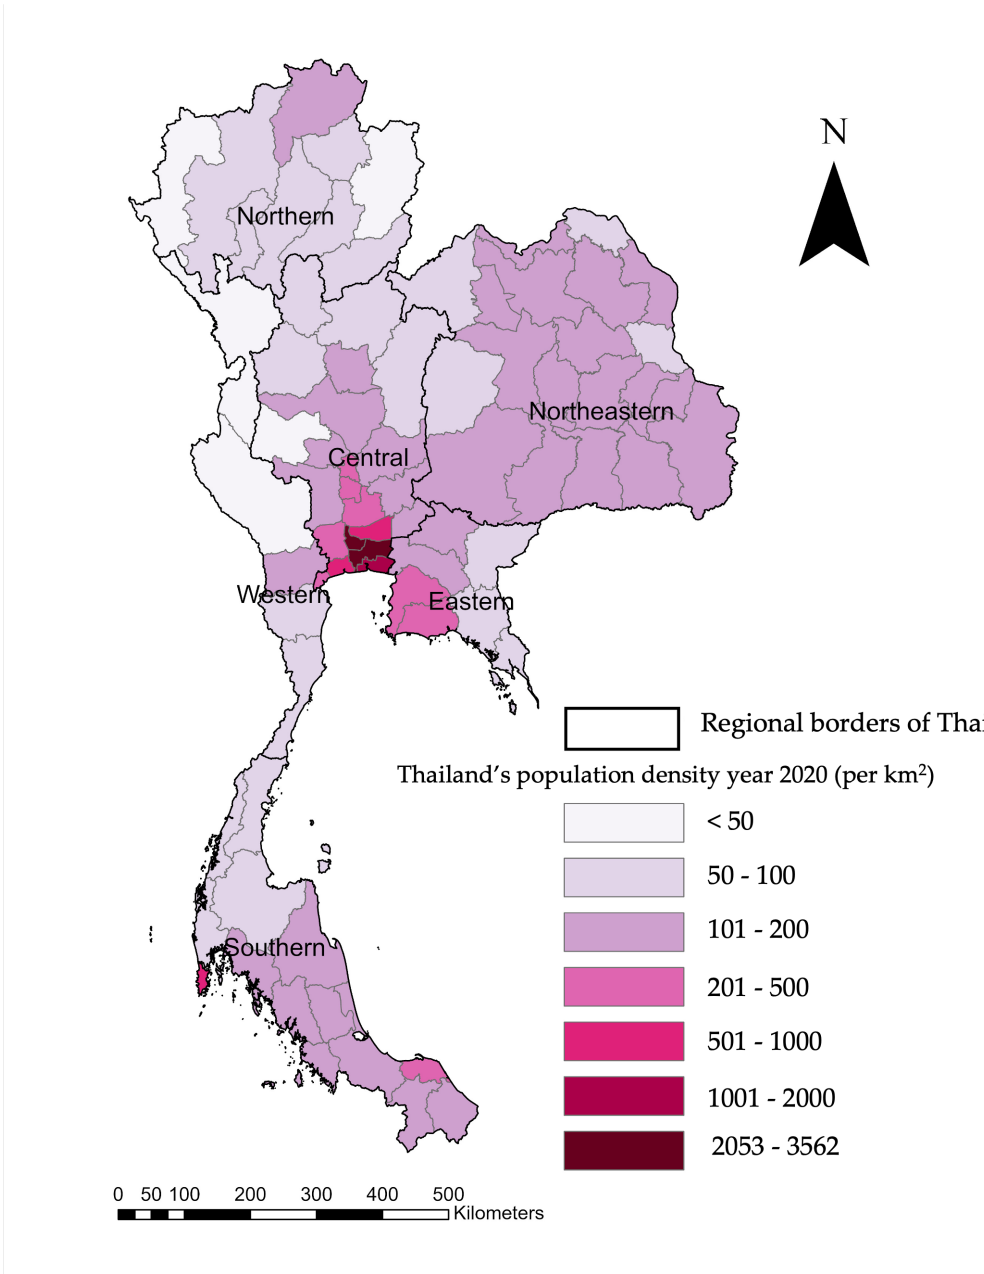 N
Northern
Northeastern
Central
Western
Eastern
Regional borders of Tha
Thailand's population density year 2020 (per km²)
< 50
50 - 100
101 - 200
Southern
201 - 500
501 - 1000
1001 - 2000
2053 - 3562
0 50 100 200 300 400 500
Kilometers